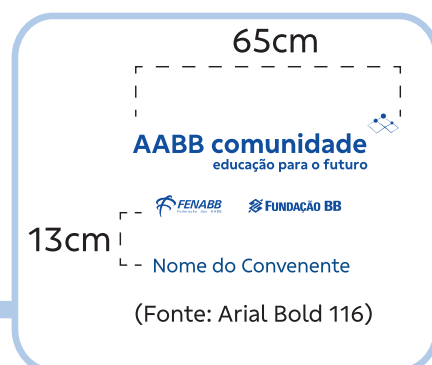 65cm
AABB comunidade
educação para o futuro
FENABB
Federação das AABB
FUNDAÇÃO BB
13cm
Nome do Convenente
(Fonte: Arial Bold 116)